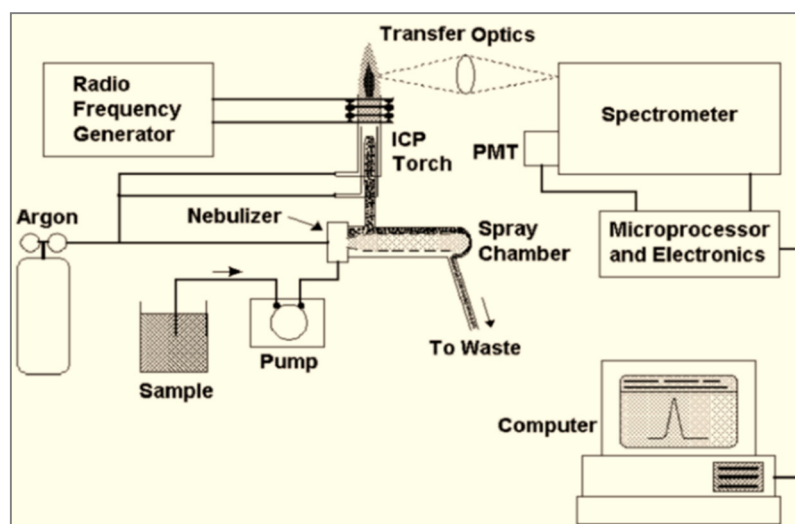 Transfer Optics
Radio
Frequency
Generator
Spectrometer
ICP
Torch
PMT
Argon
Nebulizer
Spray
Chamber
Microprocessor
and Electronics
Pump
To Waste
Sample
Computer